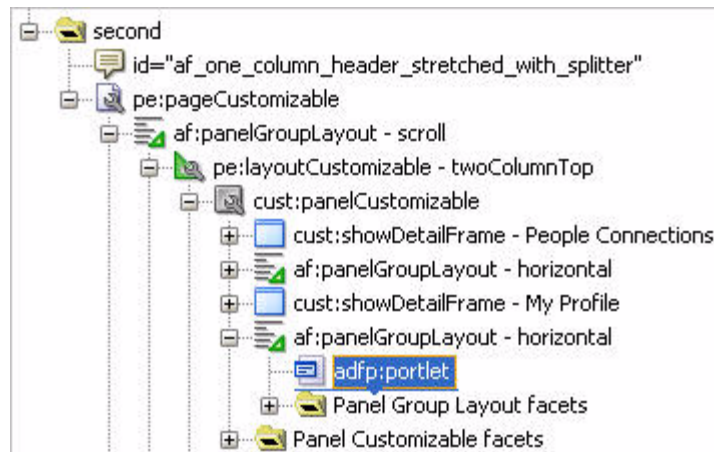 second
id="af_one_column_header_stretched_with_splitter"
pe:pageCustomizable
af:panelGroupLayout - scroll
pe:layoutCustomizable - twoColumnTop
cust:panelCustomizable
cust:showDetailFrame - People Connections
af:panelGroupLayout - horizontal
cust:showDetailFrame - My Profile
af:panelGroupLayout - horizontal
adfp:portlet
Panel Group Layout facets
Panel Customizable facets